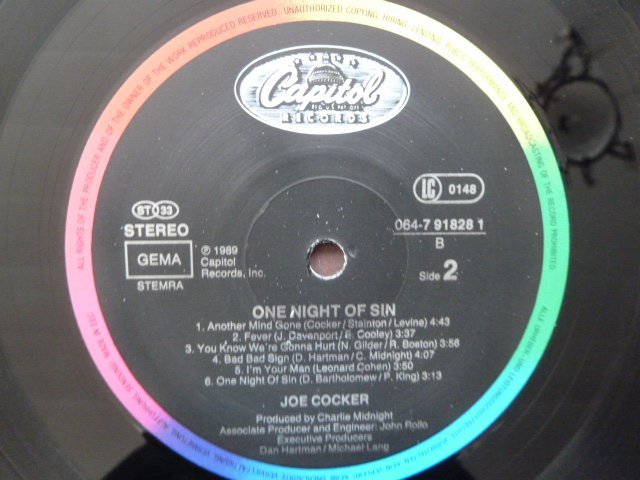 ALL RIGHTS OF THE PRODUCER AND OF THE OWNER OF THE WORK REPRODUCED RESERVED. UNAUTHORIZED COPYING, HIRING, LENDING, PUBLIC PERFORMANCE AND BROADCASTING OF THE RECORD PROHIBITED
Capitol
RECORDS
ST 33
STEREO
GEMA
STEMRA
LC 0148
064-7 91828 1
B
Side 2
℗ 1989
Capitol
Records, Inc.
ONE NIGHT OF SIN
1. Another Mind Gone (Cocker/Stainton/Levine) 4:43
2. Fever (J. Davenport/E. Cooley) 3:37
3. You Know We're Gonna Hurt (N. Gilder/R. Boston) 3:58
4. Bad Bad Sign (D. Hartman/C. Midnight) 4:07
5. I'm Your Man (Leonard Cohen) 3:50
6. One Night Of Sin (D. Bartholomew/P. King) 3:13
JOE COCKER
Produced by Charlie Midnight
Associate Producer and Engineer: John Rollo
Executive Producers
Dan Hartman/Michael Lang